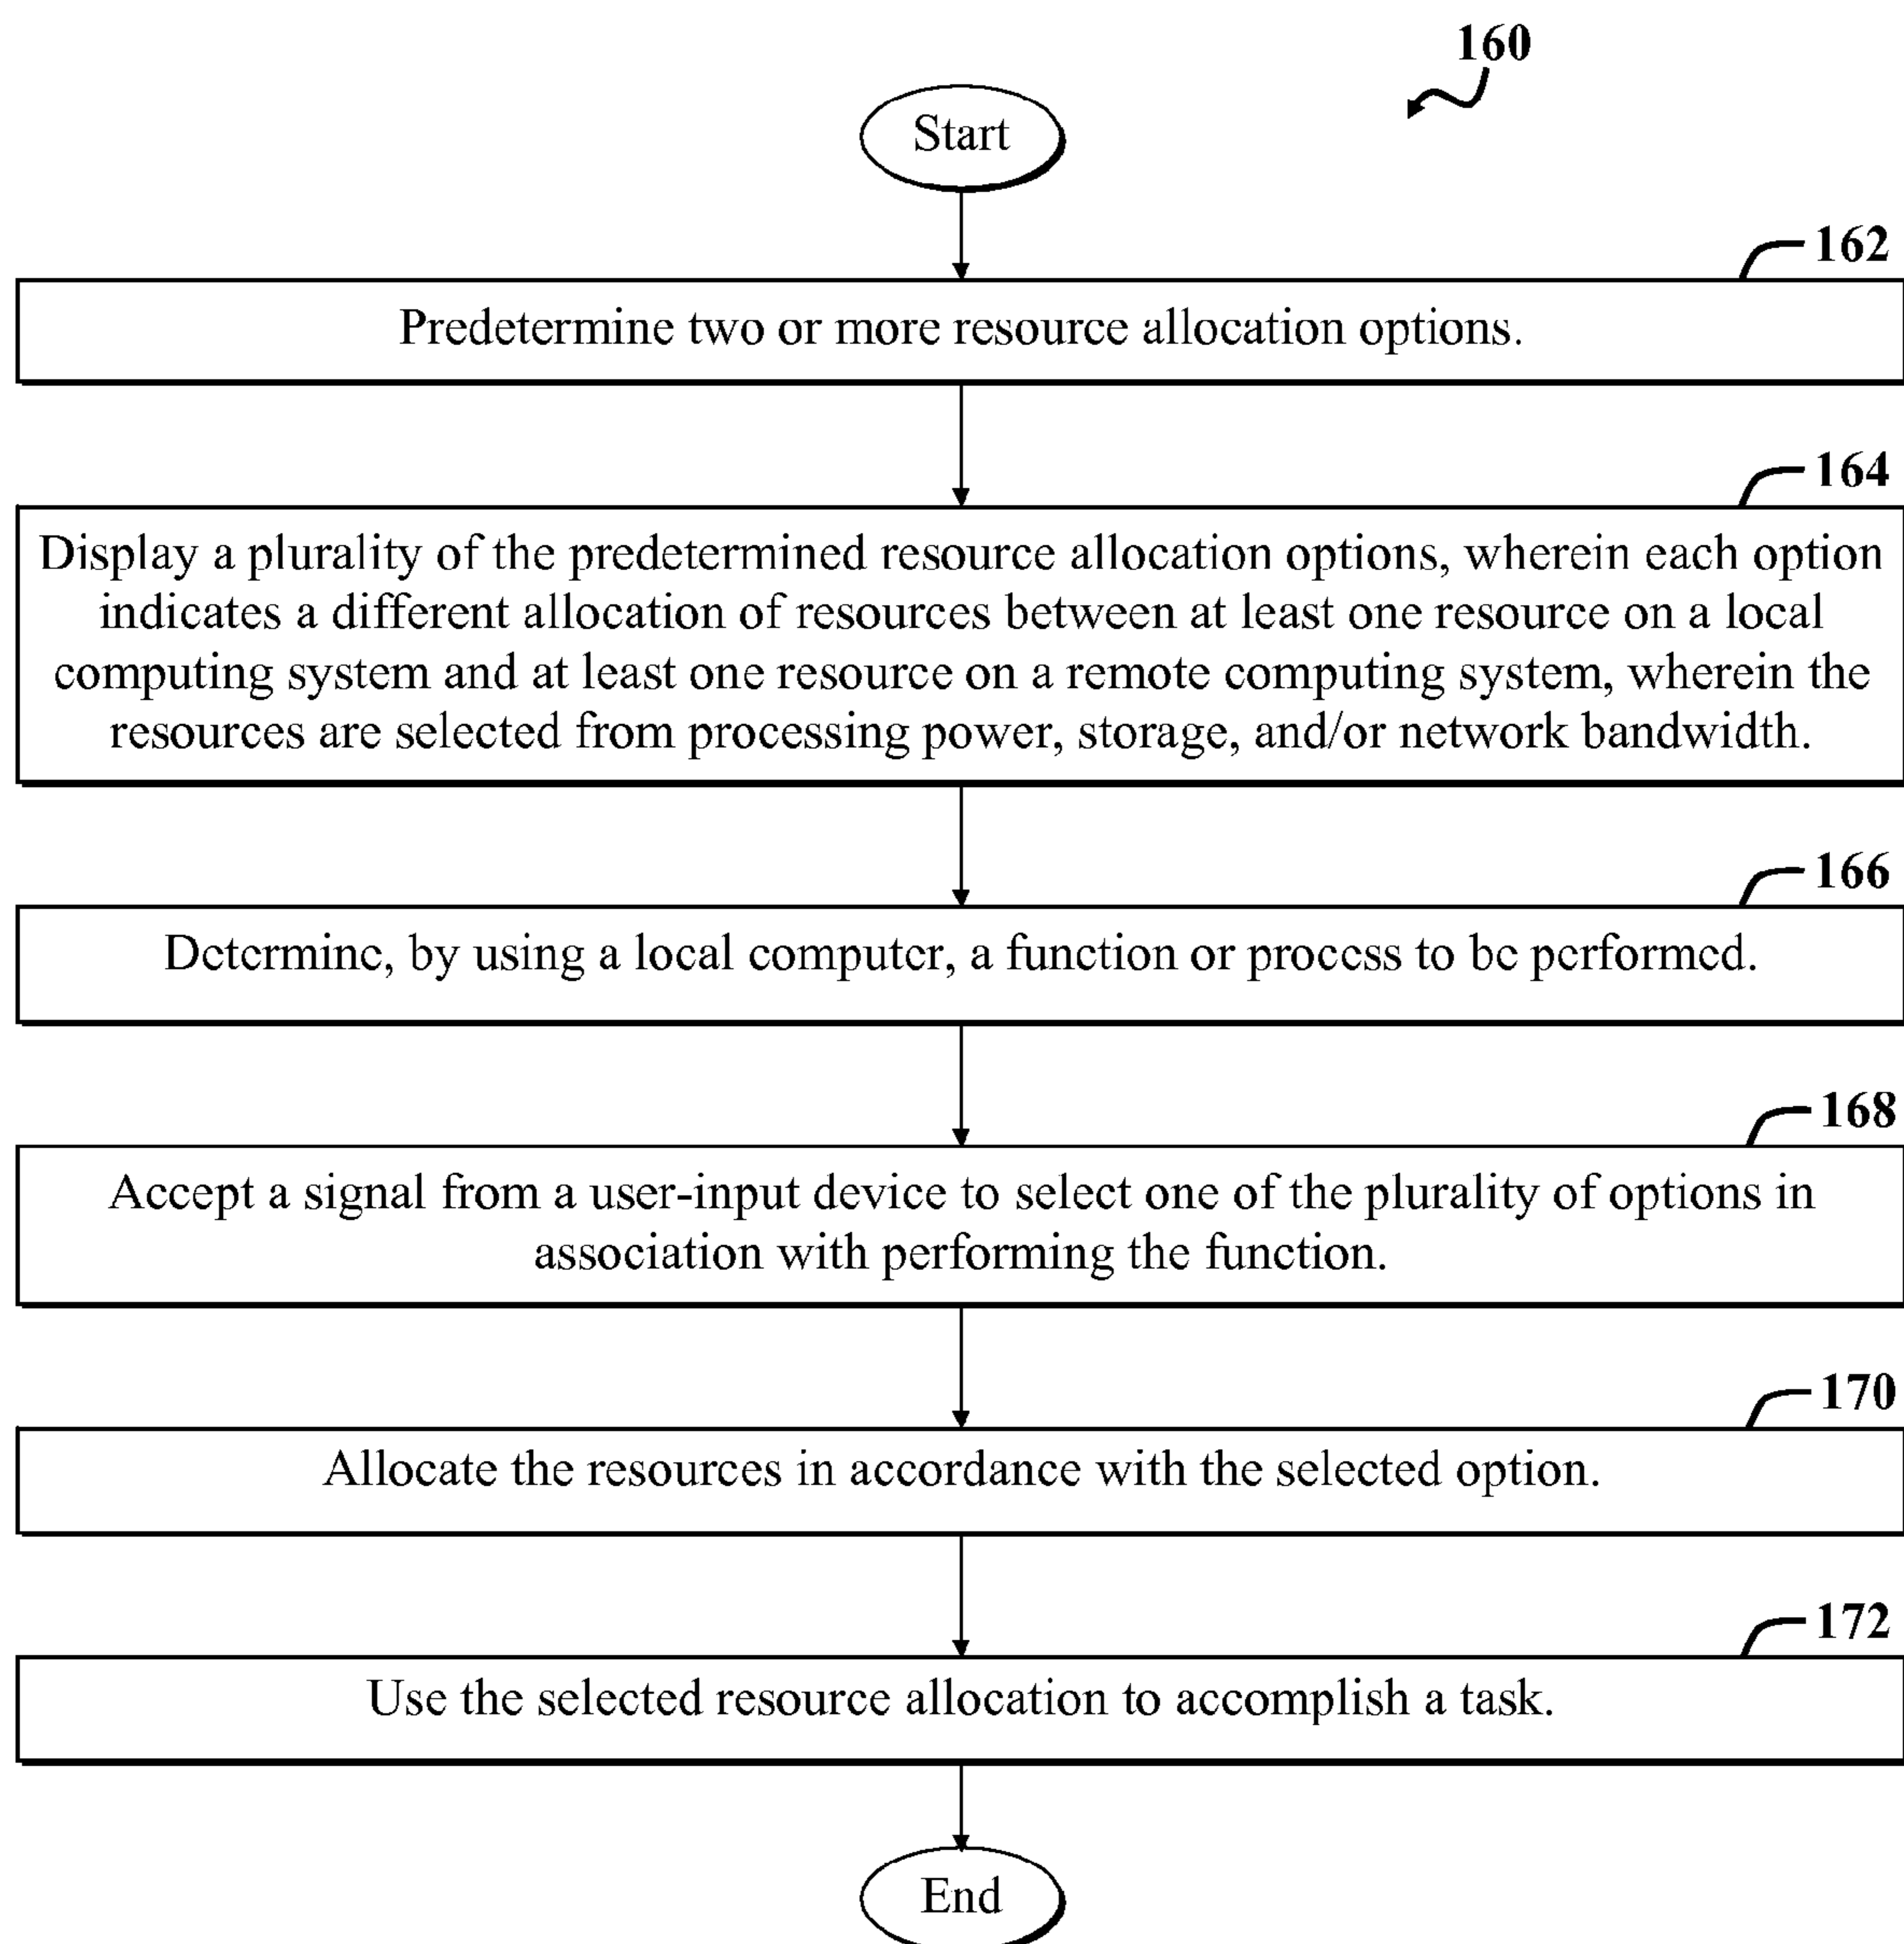 160
Start
162
Predetermine two or more resource allocation options.
164
Display a plurality of the predetermined resource allocation options, wherein each option
indicates a different allocation of resources between at least one resource on a local
computing system and at least one resource on a remote computing system, wherein the
resources are selected from processing power, storage, and/or network bandwidth.
166
Determine, by using a local computer, a function or process to be performed.
168
Accept a signal from a user-input device to select one of the plurality of options in
association with performing the function.
170
Allocate the resources in accordance with the selected option.
172
Use the selected resource allocation to accomplish a task.
End